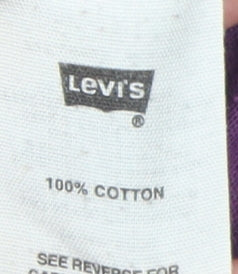 Levi's
®
100% COTTON
SEE REVERSE FOR